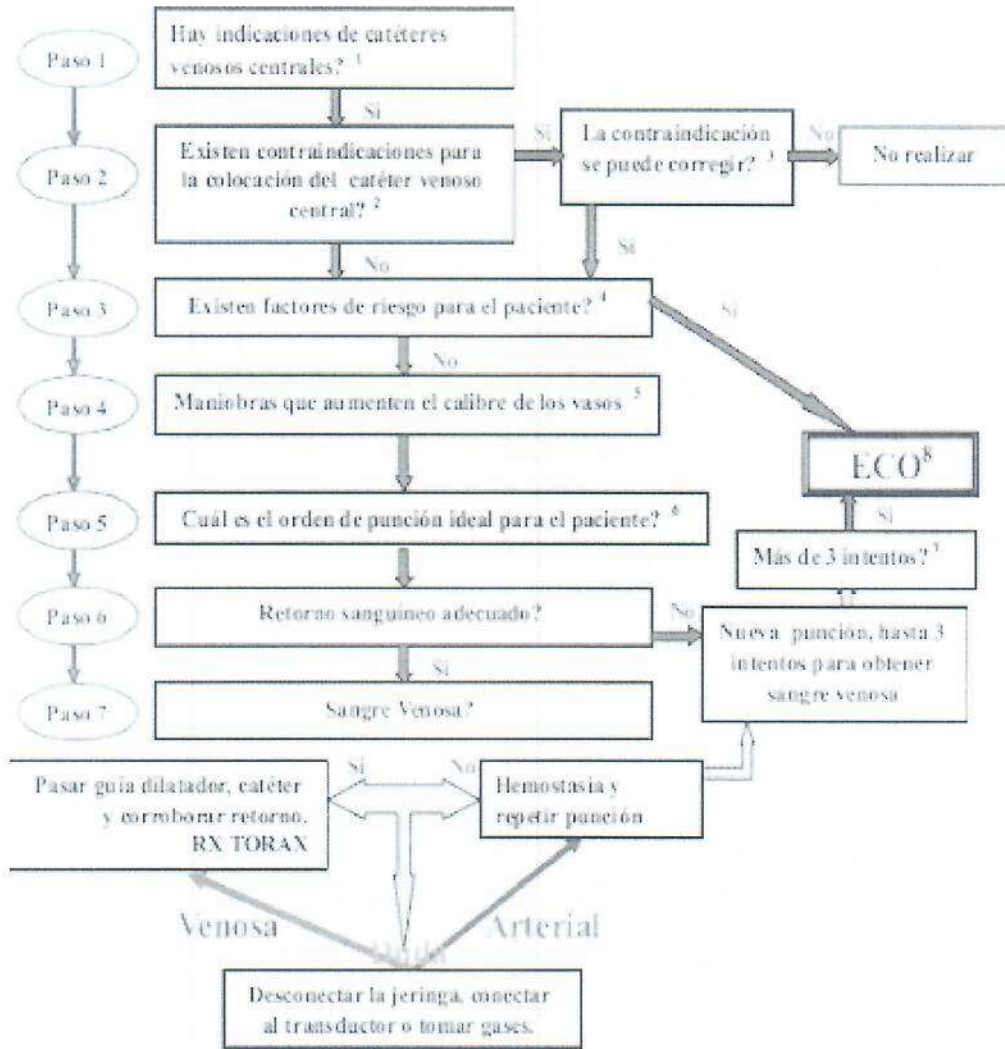 Paso 1
Hay indicaciones de catéteres
venosos centrales? 1
Si
Paso 2
Existen contraindicaciones para
la colocación del catéter venoso
central? 2
Si
La contraindicación
se puede corregir? 3
No
No realizar
No
Si
Paso 3
Existen factores de riesgo para el paciente? 4
Si
No
Paso 4
Maniobras que aumenten el calibre de los vasos 5
ECO8
Paso 5
Cuál es el orden de punción ideal para el paciente? 6
Si
Más de 3 intentos? 7
Paso 6
Retorno sanguíneo adecuado?
No
Nueva punción, hasta 3
intentos para obtener
sangre venosa
Si
Paso 7
Sangre Venosa?
Si
No
Pasar guía dilatador, catéter
y corroborar retorno.
RX TORAX
Hemostasia y
repetir punción
Venosa
Arterial
Duda
Desconectar la jeringa, conectar
al transductor o tomar gases.